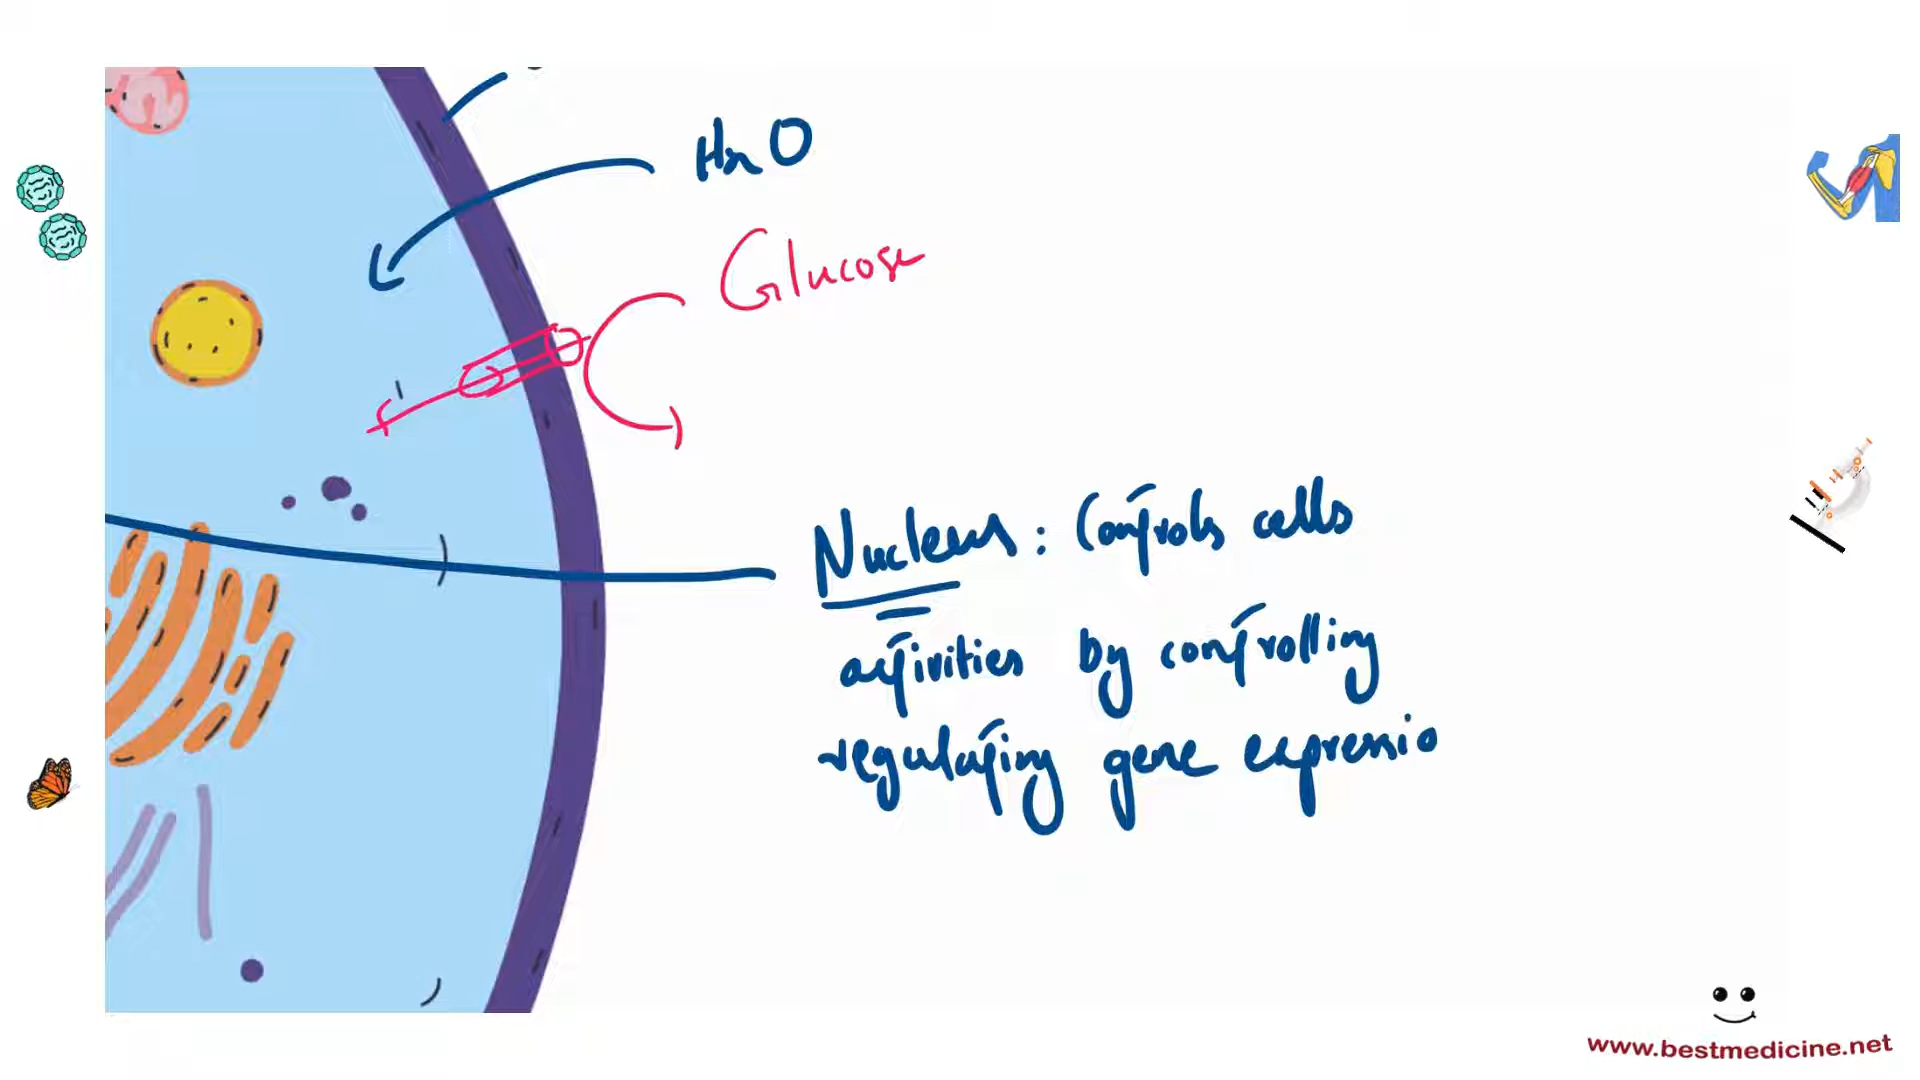 H2O
Glucose
Nucleus: Controls cells
activities by controlling
regulating gene expressio
www.bestmedicine.net